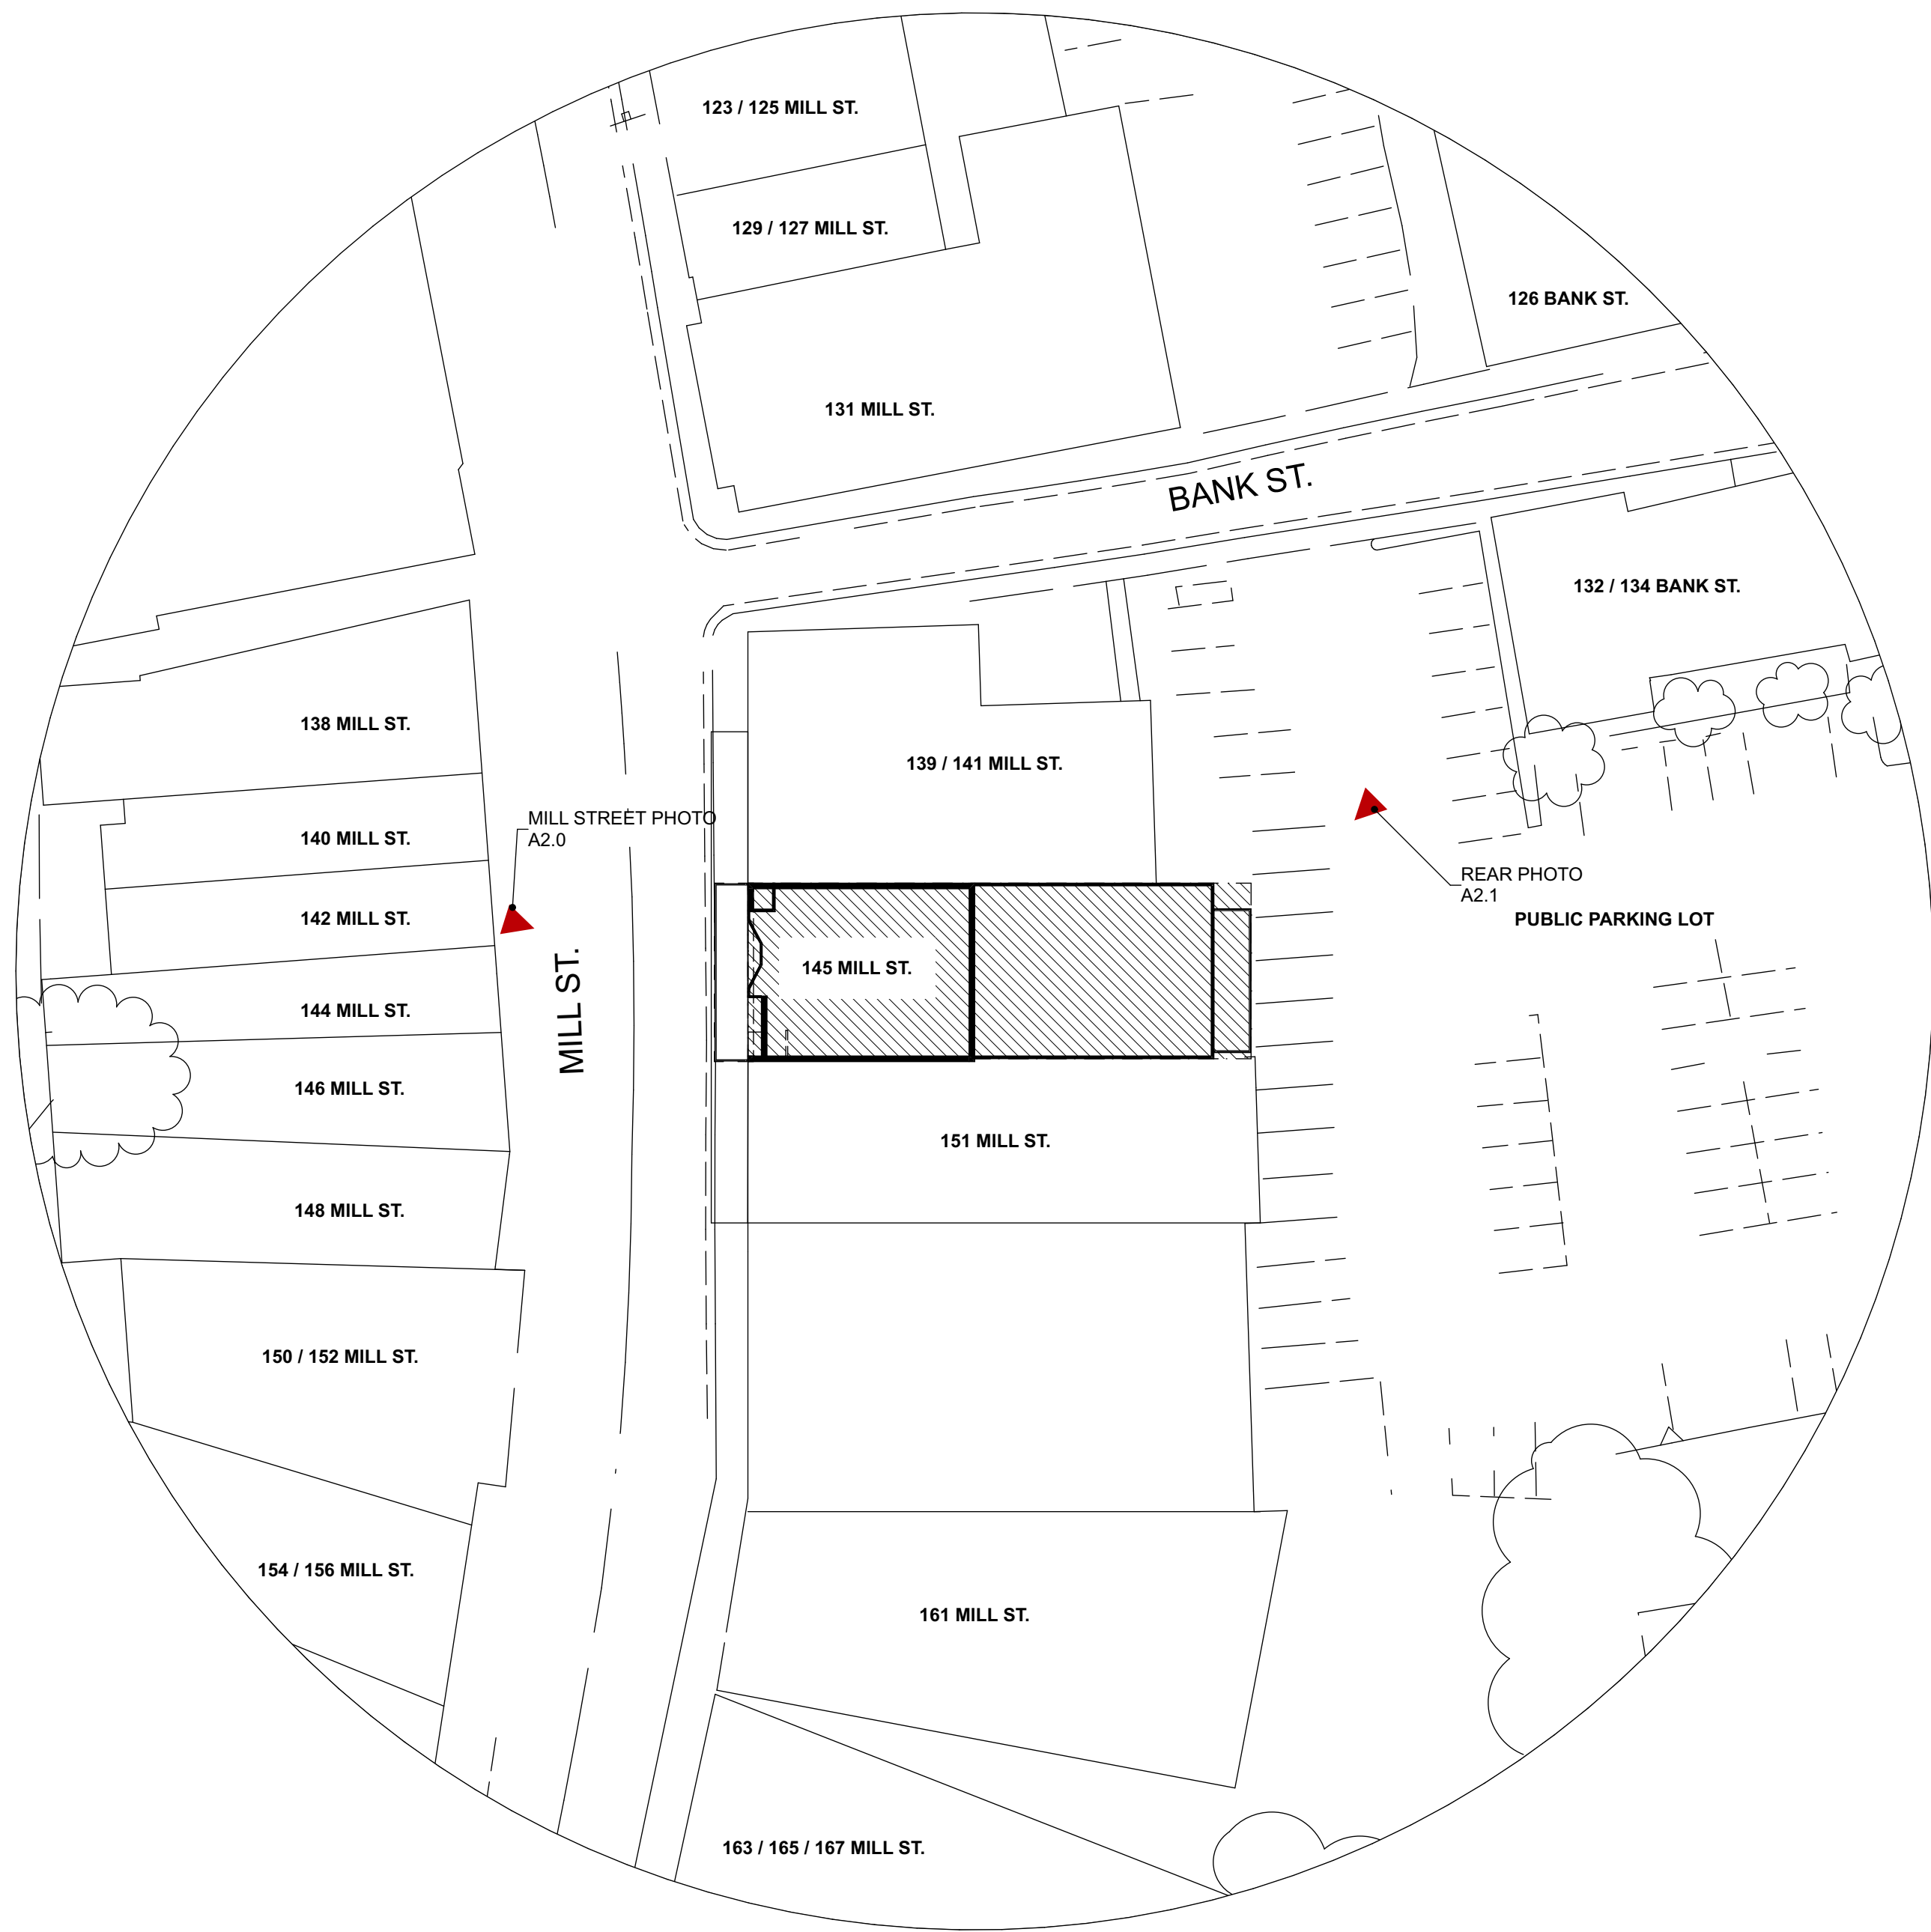 123 / 125 MILL ST.
129 / 127 MILL ST.
126 BANK ST.
131 MILL ST.
BANK ST.
132 / 134 BANK ST.
138 MILL ST.
139 / 141 MILL ST.
MILL STREET PHOTO
A2.0
140 MILL ST.
REAR PHOTO
A2.1
142 MILL ST.
PUBLIC PARKING LOT
145 MILL ST.
MILL ST.
144 MILL ST.
146 MILL ST.
151 MILL ST.
148 MILL ST.
150 / 152 MILL ST.
154 / 156 MILL ST.
161 MILL ST.
163 / 165 / 167 MILL ST.